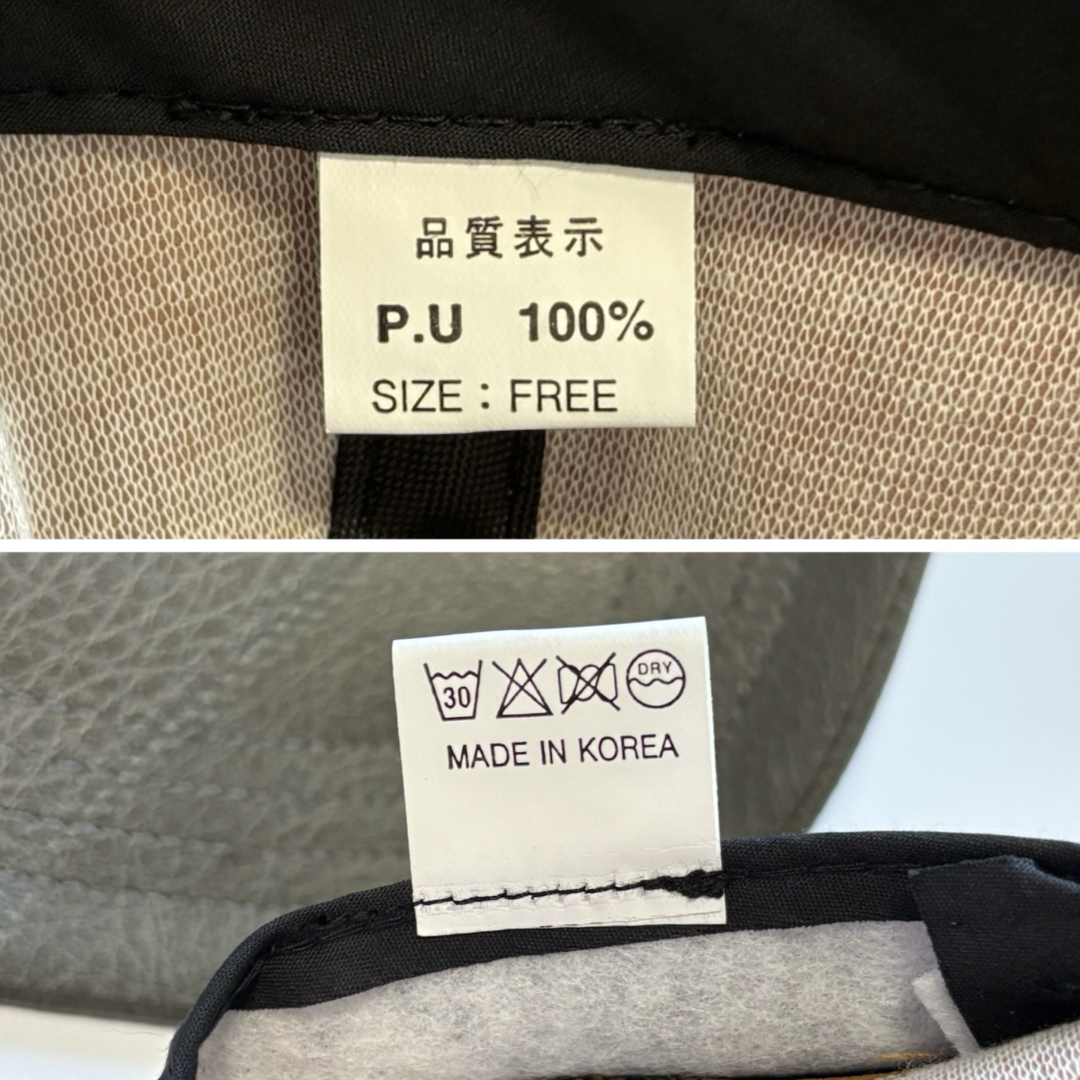 品質表示
P.U 100%
SIZE : FREE
30 DRY
MADE IN KOREA